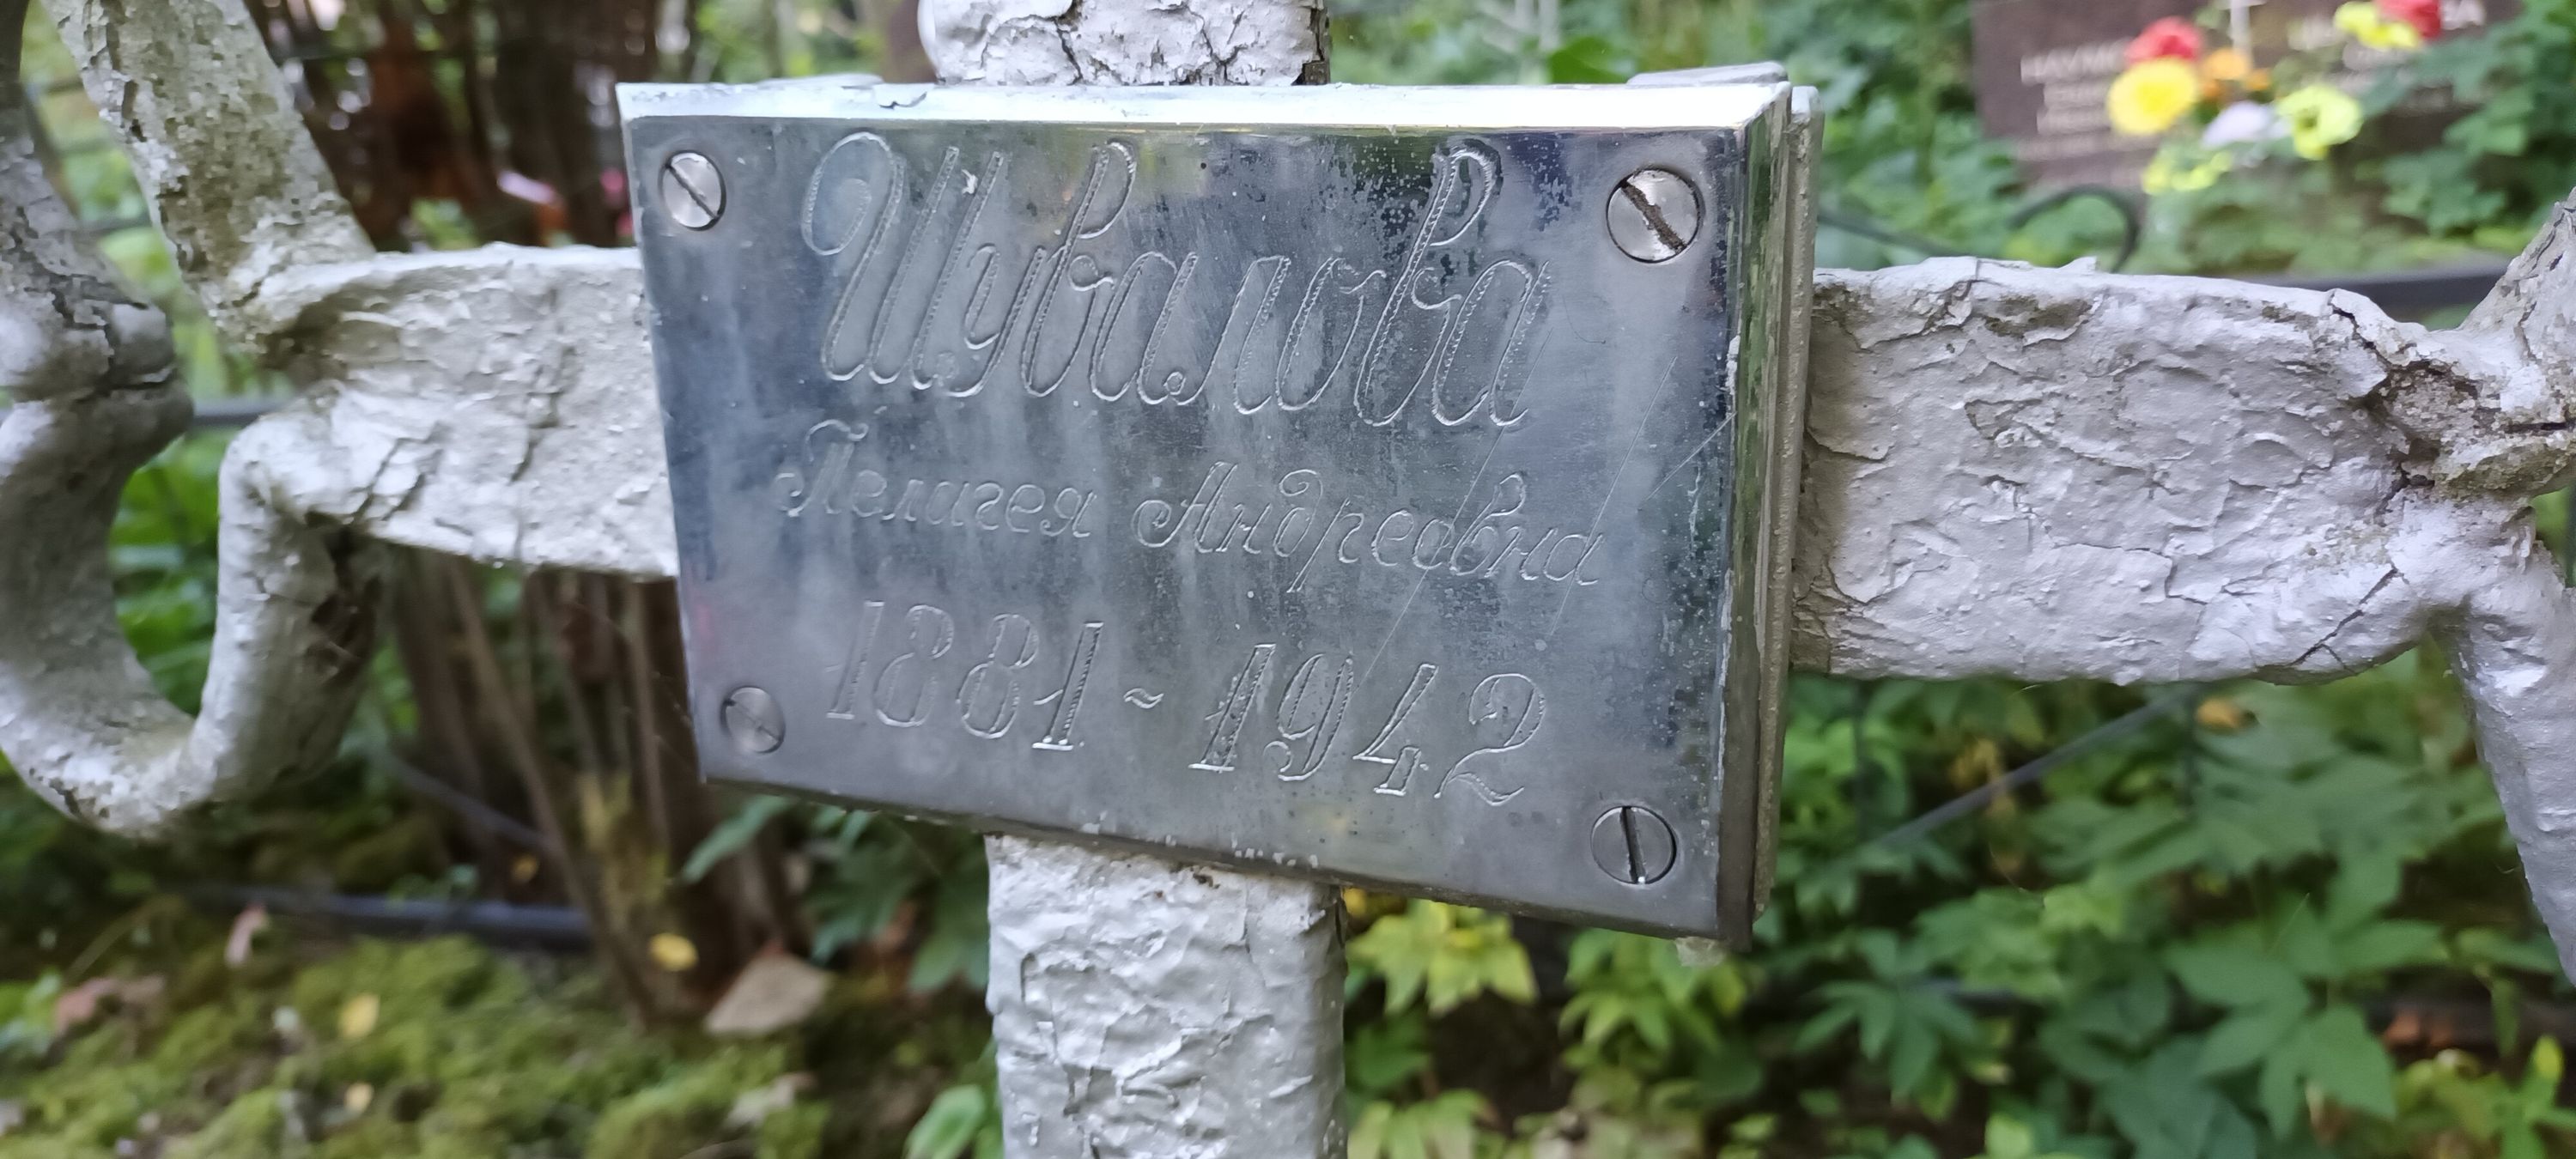 Шувалова
Пелагея Андреевна
1881 ~ 1942